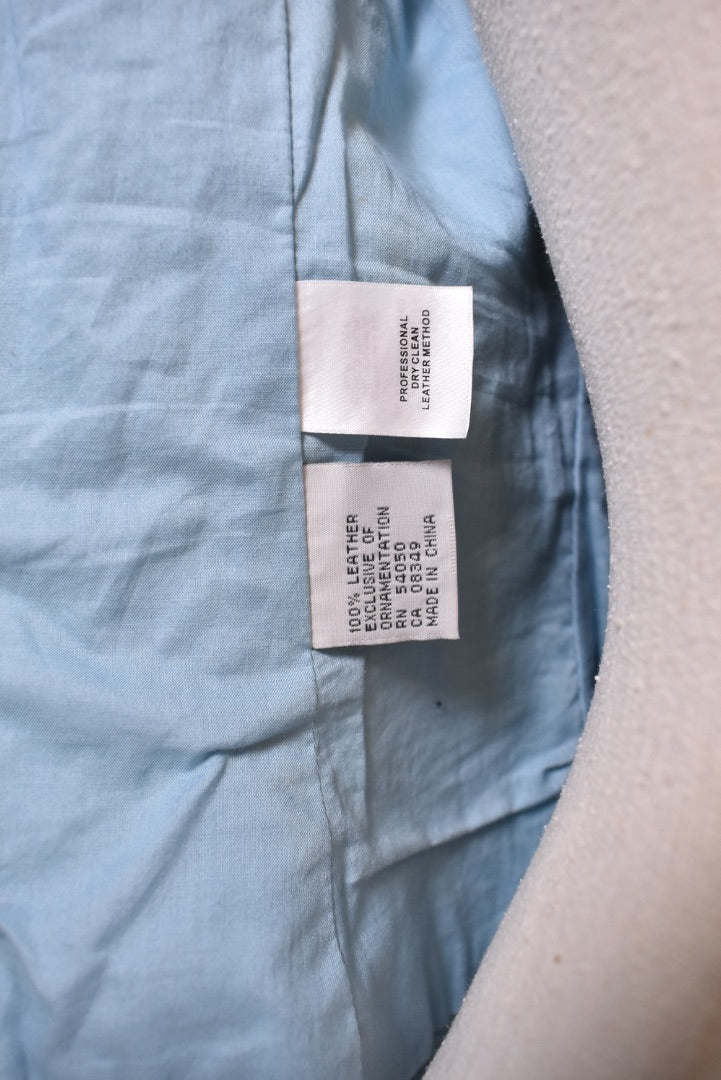 PROFESSIONAL
DRY CLEAN
LEATHER METHOD
100% LEATHER
EXCLUSIVE OF
ORNAMENTATION
RN 54050
CA 08349
MADE IN CHINA